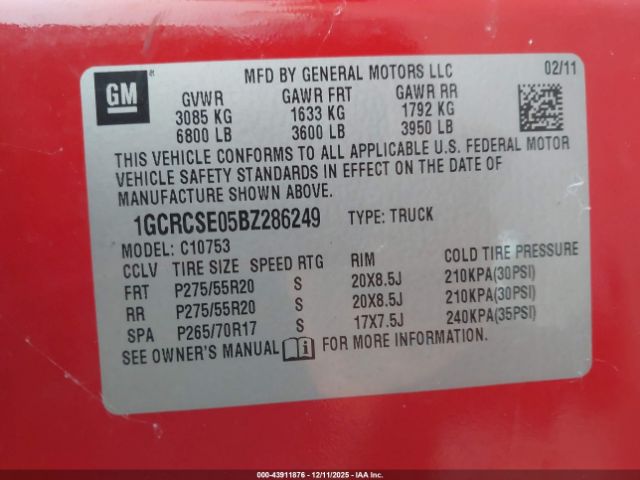 GM
MFD BY GENERAL MOTORS LLC 02/11
GVWR GAWR FRT GAWR RR
3085 KG 1633 KG 1792 KG
6800 LB 3600 LB 3950 LB
THIS VEHICLE CONFORMS TO ALL APPLICABLE U.S. FEDERAL MOTOR
VEHICLE SAFETY STANDARDS IN EFFECT ON THE DATE OF
MANUFACTURE SHOWN ABOVE.
1GCRCSE05BZ286249 TYPE: TRUCK
MODEL: C10753
CCLV TIRE SIZE SPEED RTG RIM COLD TIRE PRESSURE
FRT P275/55R20 S 20X8.5J 210KPA(30PSI)
RR P275/55R20 S 20X8.5J 210KPA(30PSI)
SPA P265/70R17 S 17X7.5J 240KPA(35PSI)
SEE OWNER'S MANUAL FOR MORE INFORMATION.
000-43911876 - 12/11/2025 - IAAI.com